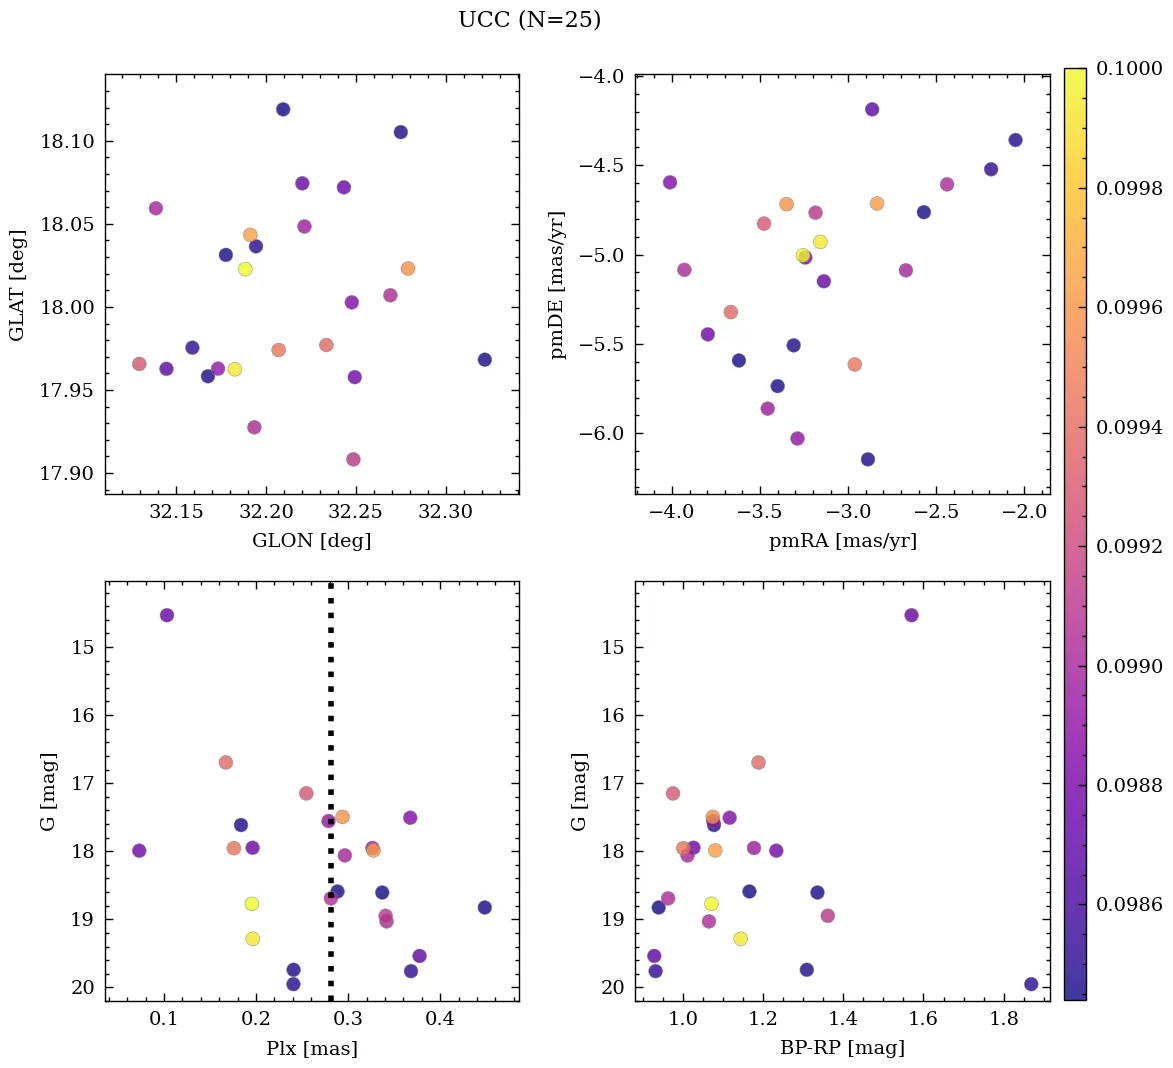 UCC (N=25)
18.10
18.05
18.00
17.95
17.90
GLAT [deg]
32.15 32.20 32.25 32.30
GLON [deg]
−4.0
−4.5
−5.0
−5.5
−6.0
pmDE [mas/yr]
−4.0 −3.5 −3.0 −2.5 −2.0
pmRA [mas/yr]
15
16
17
18
19
20
G [mag]
0.1 0.2 0.3 0.4
Plx [mas]
15
16
17
18
19
20
G [mag]
1.0 1.2 1.4 1.6 1.8
BP-RP [mag]
0.1000
0.0998
0.0996
0.0994
0.0992
0.0990
0.0988
0.0986